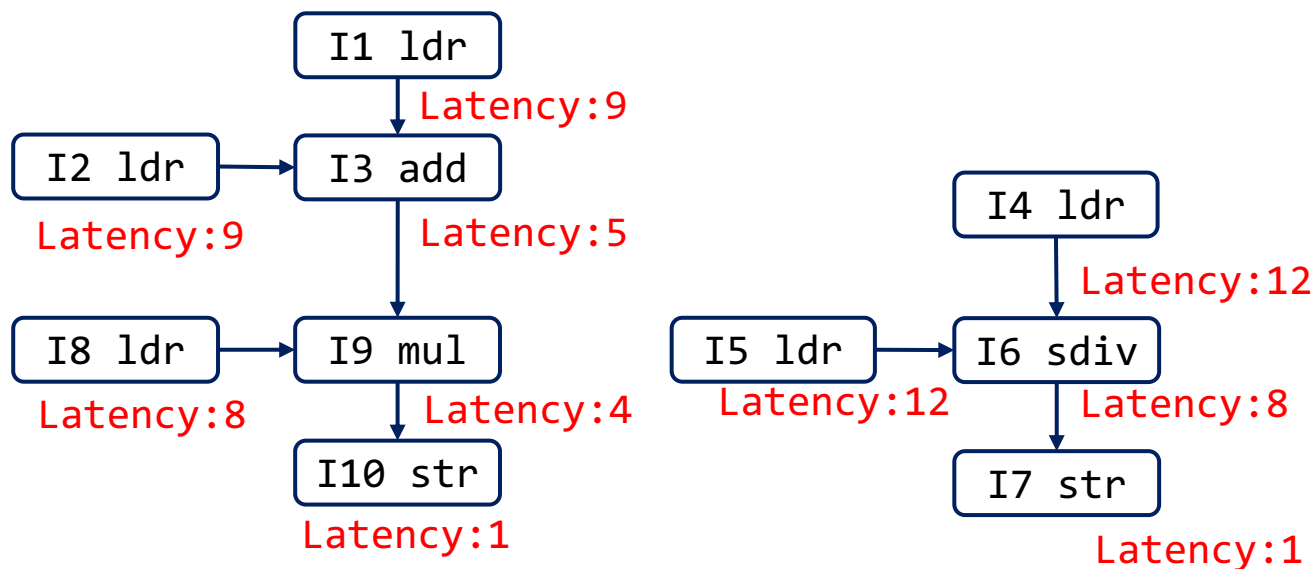 I1 ldr
Latency:9
I2 ldr
I3 add
Latency:9
Latency:5
I8 ldr
I9 mul
Latency:8
Latency:4
I10 str
Latency:1
I4 ldr
Latency:12
I5 ldr
I6 sdiv
Latency:12
Latency:8
I7 str
Latency:1